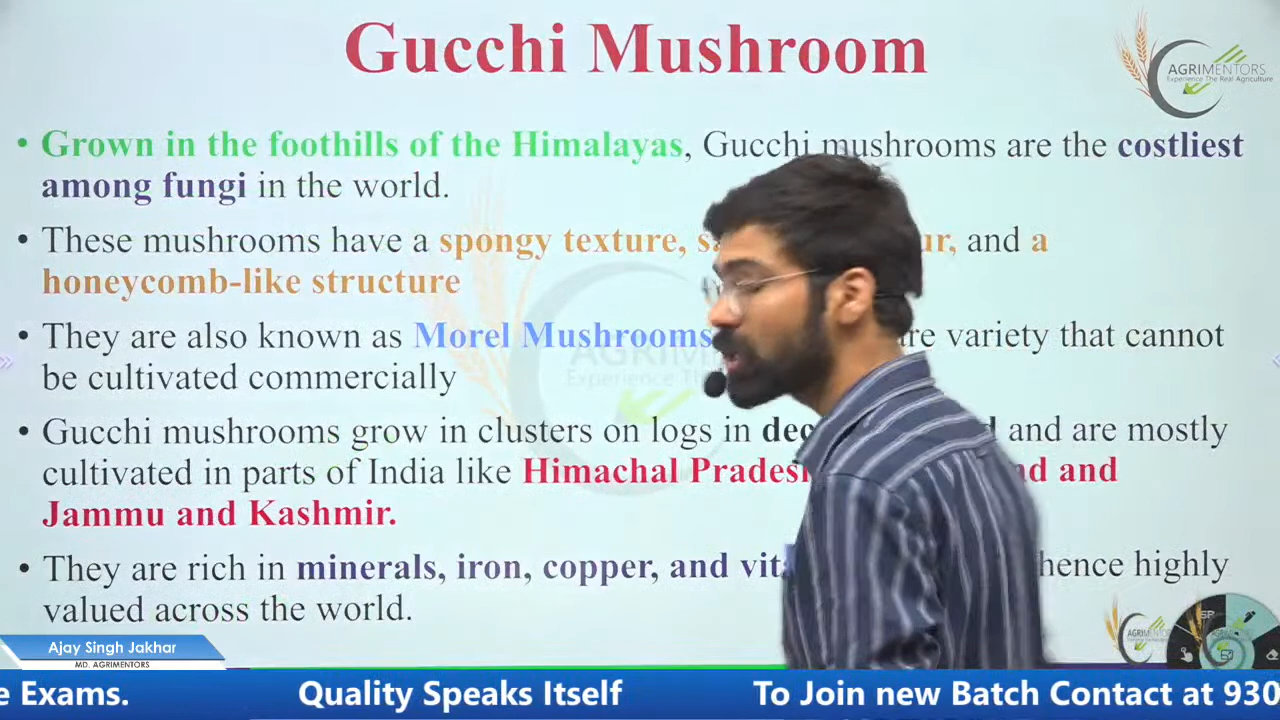 Gucchi Mushroom
AGRIMENTORS
Experience The Real Agriculture
• Grown in the foothills of the Himalayas, Gucchi mushrooms are the costliest
among fungi in the world.
• These mushrooms have a spongy texture, and a
honeycomb-like structure
• They are also known as Morel Mushrooms variety that cannot
be cultivated commercially
• Gucchi mushrooms grow in clusters on logs in and are mostly
cultivated in parts of India like Himachal Pradesh and
Jammu and Kashmir.
• They are rich in minerals, iron, copper, and hence highly
valued across the world.
Ajay Singh Jakhar
MD. AGRIMENTORS
e Exams. Quality Speaks Itself To Join new Batch Contact at 930